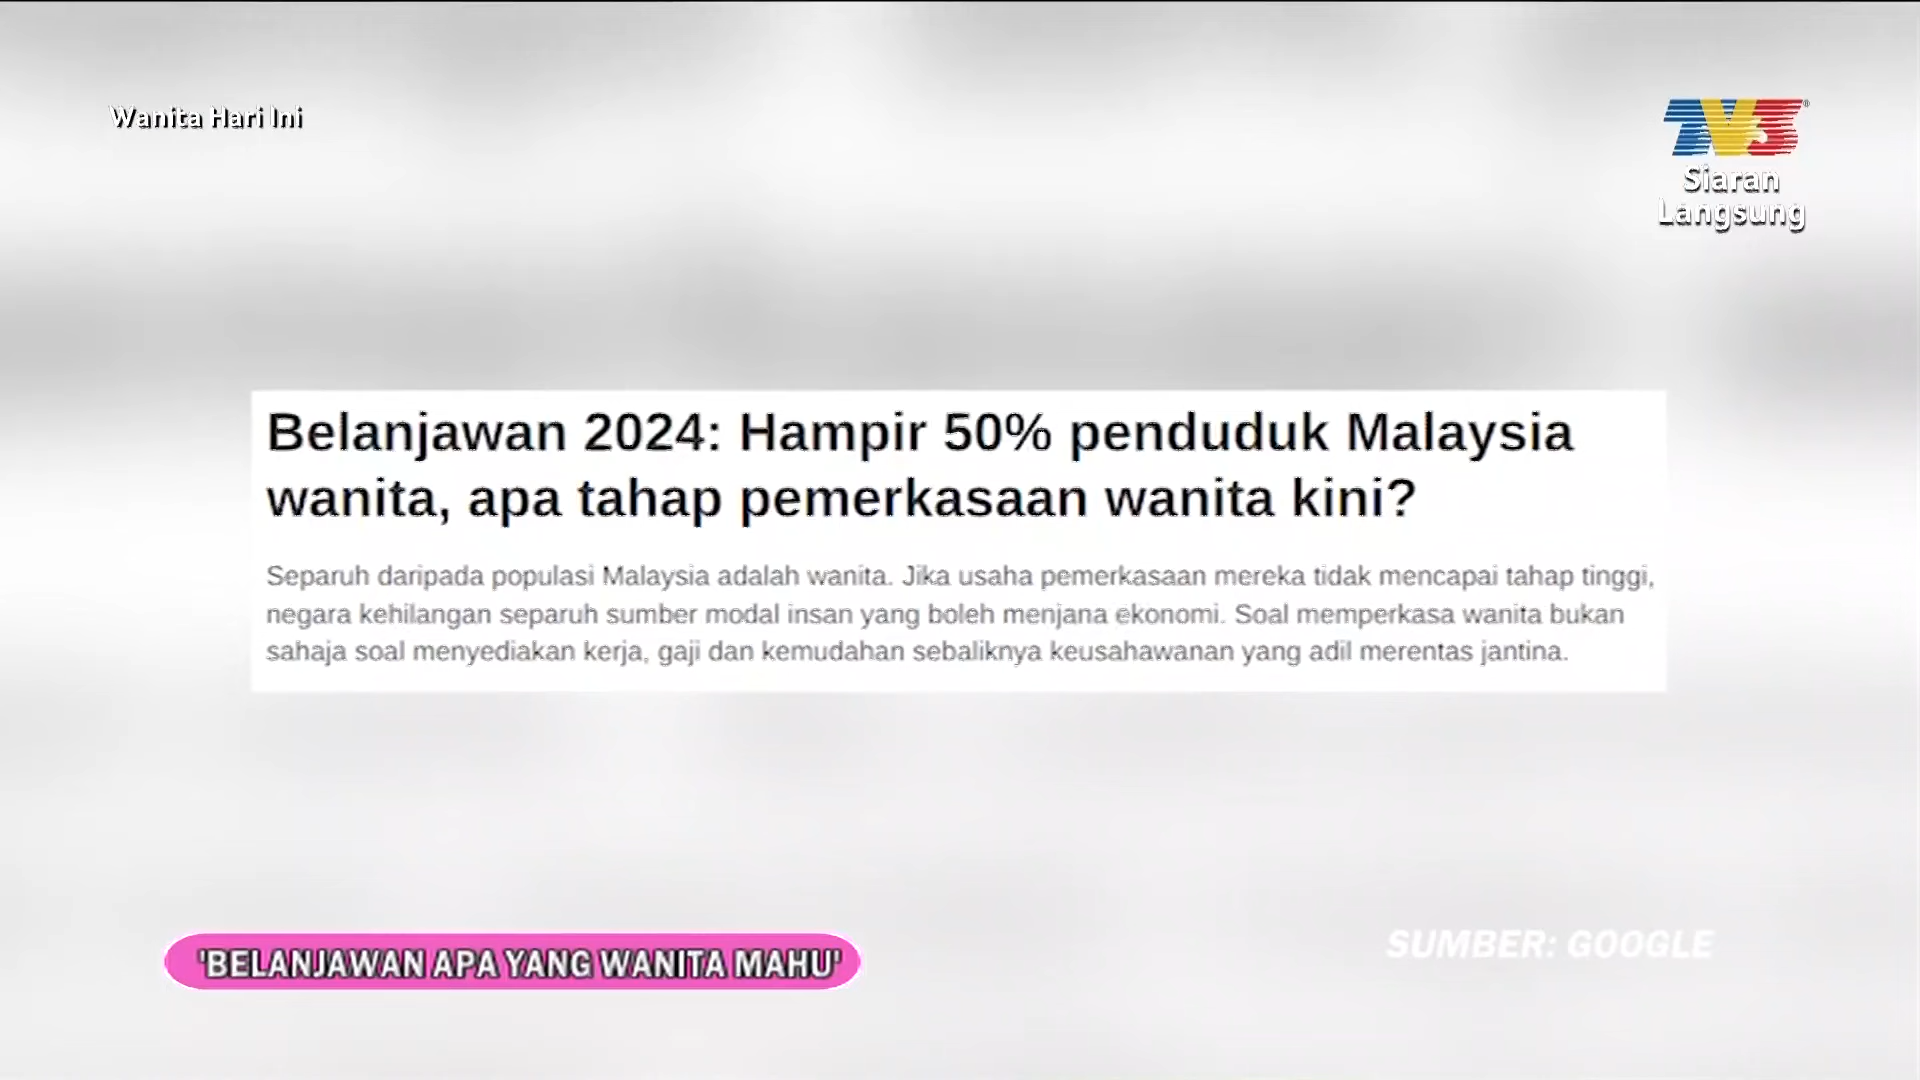 Wanita Hari Ini
TV3
Siaran
Langsung
Belanjawan 2024: Hampir 50% penduduk Malaysia
wanita, apa tahap pemerkasaan wanita kini?
Separuh daripada populasi Malaysia adalah wanita. Jika usaha pemerkasaan mereka tidak mencapai tahap tinggi,
negara kehilangan separuh sumber modal insan yang boleh menjana ekonomi. Soal memperkasa wanita bukan
sahaja soal menyediakan kerja, gaji dan kemudahan sebaliknya keusahawanan yang adil merentas jantina.
'BELANJAWAN APA YANG WANITA MAHU'
SUMBER: GOOGLE